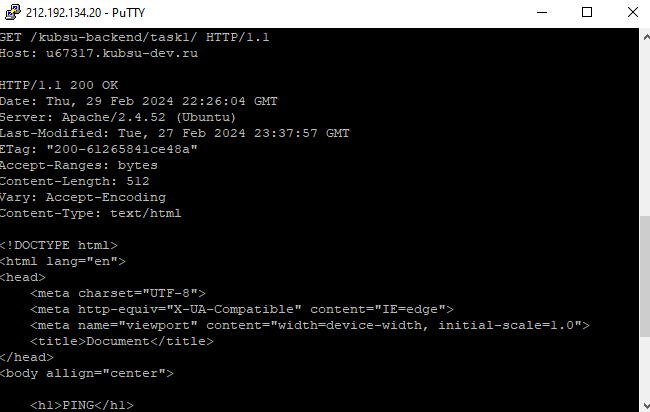 212.192.134.20 - PuTTY
GET /kubsu-backend/task1/ HTTP/1.1
Host: u67317.kubsu-dev.ru

HTTP/1.1 200 OK
Date: Thu, 29 Feb 2024 22:26:04 GMT
Server: Apache/2.4.52 (Ubuntu)
Last-Modified: Tue, 27 Feb 2024 23:37:57 GMT
ETag: "200-61265841ce48a"
Accept-Ranges: bytes
Content-Length: 512
Vary: Accept-Encoding
Content-Type: text/html

<!DOCTYPE html>
<html lang="en">
<head>
    <meta charset="UTF-8">
    <meta http-equiv="X-UA-Compatible" content="IE=edge">
    <meta name="viewport" content="width=device-width, initial-scale=1.0">
    <title>Document</title>
</head>
<body allign="center">

    <h1>PING</h1>